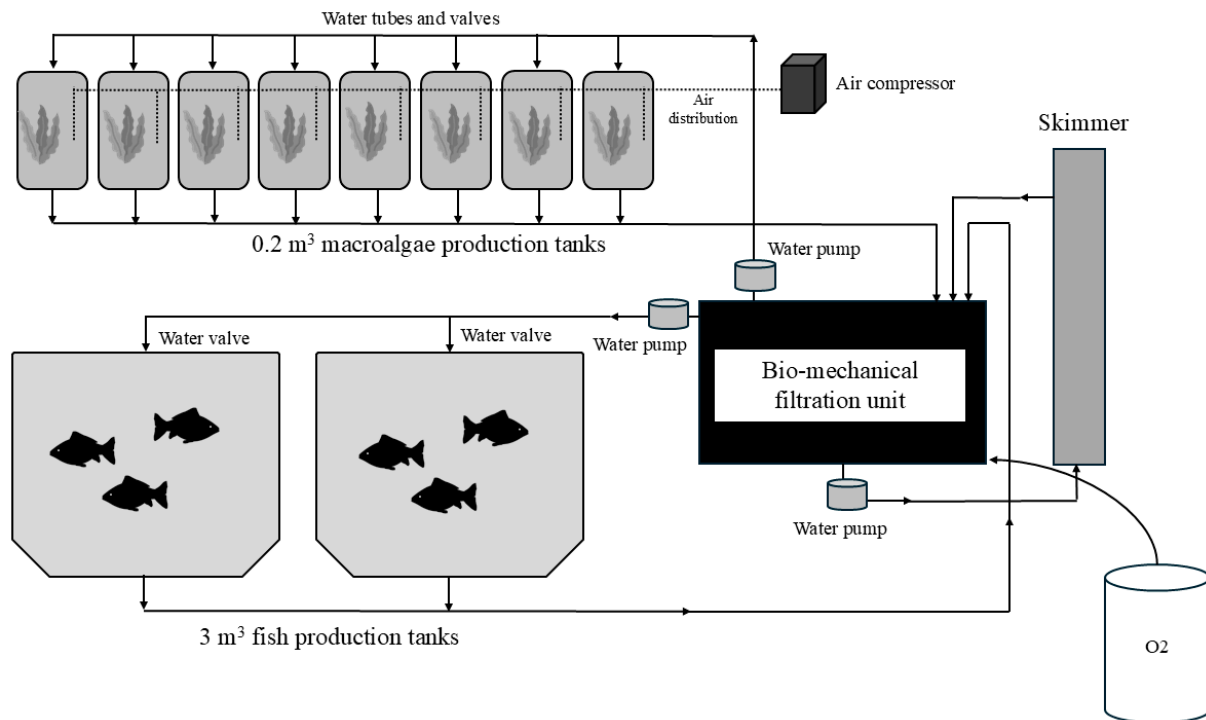 Water tubes and valves
Air compressor
Air
distribution
Skimmer
0.2 m³ macroalgae production tanks
Water pump
Water valve
Water valve
Water pump
Bio-mechanical
filtration unit
Water pump
3 m³ fish production tanks
O2